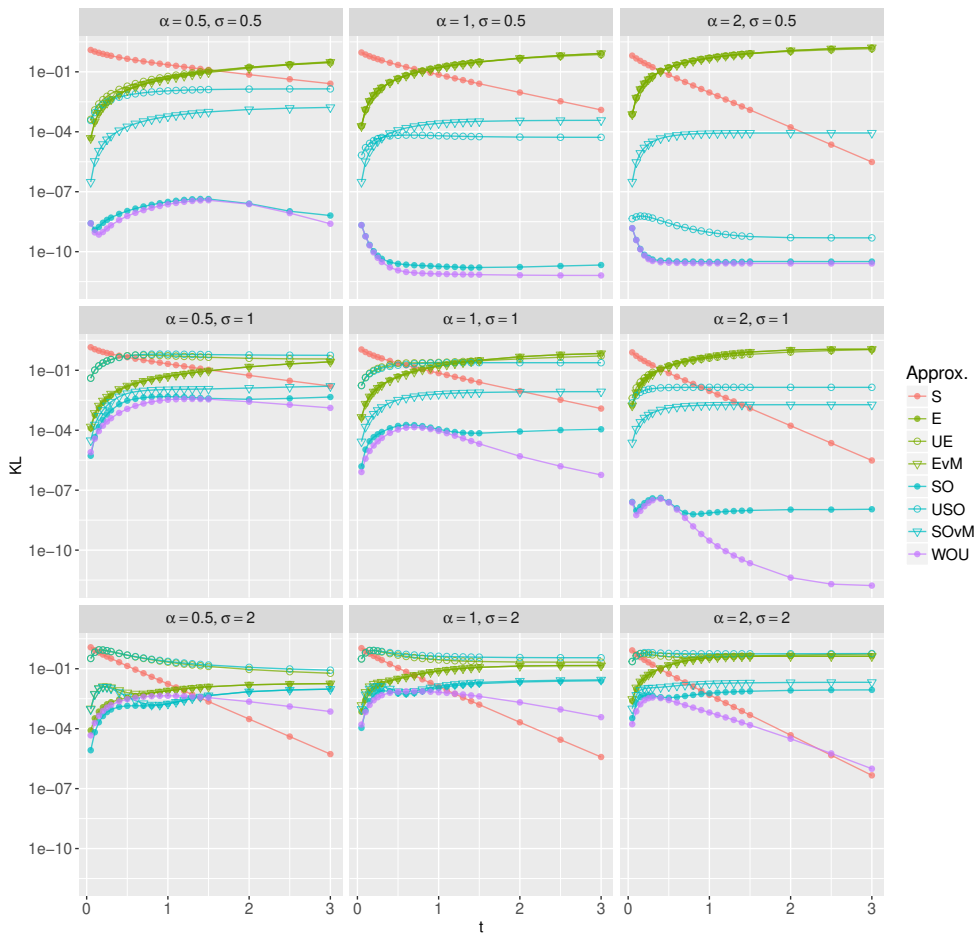 α = 0.5, σ = 0.5
α = 1, σ = 0.5
α = 2, σ = 0.5
1e−01
1e−04
1e−07
1e−10
α = 0.5, σ = 1
α = 1, σ = 1
α = 2, σ = 1
1e−01
1e−04
1e−07
1e−10
α = 0.5, σ = 2
α = 1, σ = 2
α = 2, σ = 2
1e−01
1e−04
1e−07
1e−10
0 1 2 3
0 1 2 3
0 1 2 3
t
KL
Approx.
S
E
UE
EvM
SO
USO
SOvM
WOU